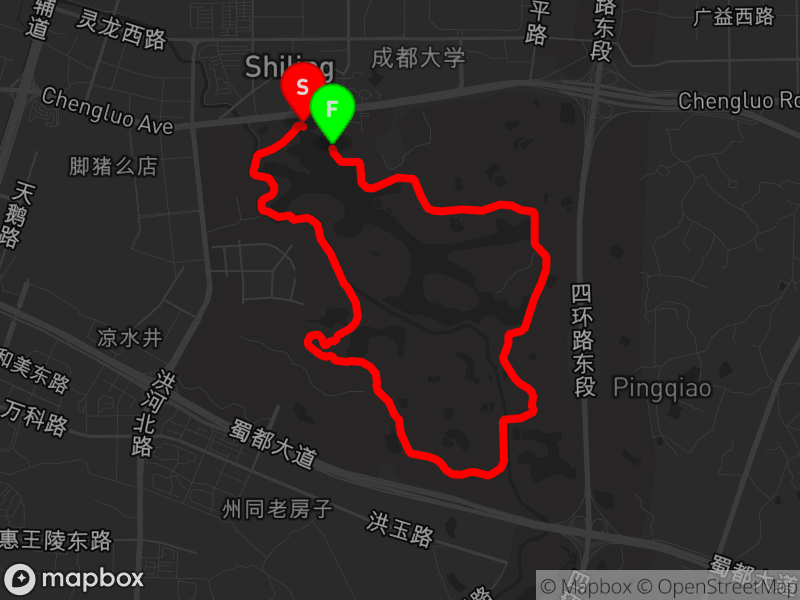 辅道
灵龙西路
平路
路东段
广益西路
Shiling
成都大学
S
F
Chengluo Ave
Chengluo Rd
脚猪么店
天鹅路
凉水井
四环路东段
和美东路
万科路
洪河北路
Pingqiao
蜀都大道
州同老房子
洪玉路
惠王陵东路
蜀都大道
mapbox
© Mapbox © OpenStreetMap